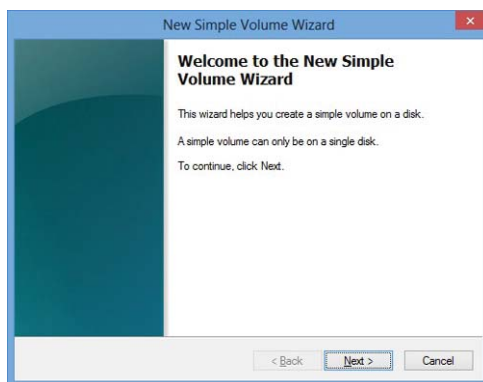 New Simple Volume Wizard
Welcome to the New Simple
Volume Wizard
This wizard helps you create a simple volume on a disk.
A simple volume can only be on a single disk.
To continue, click Next.
< Back
Next >
Cancel